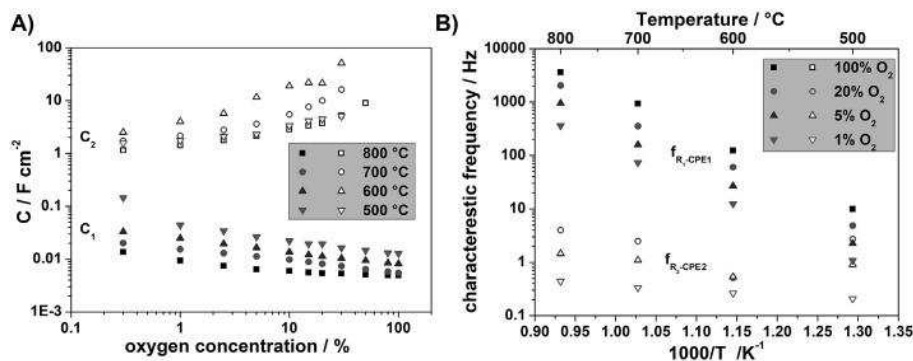 A)
C / F cm⁻²
100
10
1
0.1
0.01
1E-3
C₂
C₁
800 °C
700 °C
600 °C
500 °C
0.1 1 10 100
oxygen concentration / %
B)
Temperature / °C
800 700 600 500
characterestic frequency / Hz
10000
1000
100
10
1
0.1
100% O₂
20% O₂
5% O₂
1% O₂
f R₁-CPE1
f R₂-CPE2
0.90 0.95 1.00 1.05 1.10 1.15 1.20 1.25 1.30 1.35
1000/T /K⁻¹